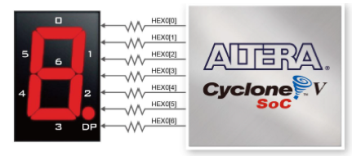 0
5
1
6
4
2
3
DP
HEX0[0]
HEX0[1]
HEX0[2]
HEX0[3]
HEX0[4]
HEX0[5]
HEX0[6]
ALTERA
Cyclone V
SoC